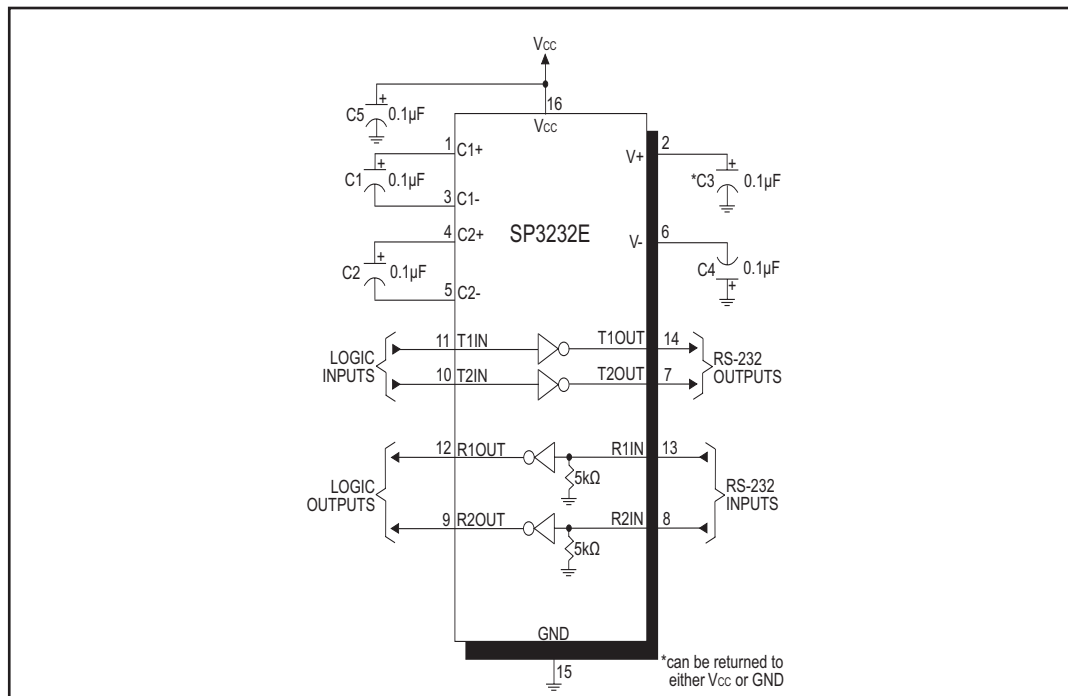 VCC
+
C5
0.1µF
16
VCC
1
C1+
+
C1
0.1µF
3
C1-
4
C2+
+
C2
0.1µF
5
C2-
SP3232E
2
V+
+
*C3
0.1µF
6
V-
C4
0.1µF
+
LOGIC
INPUTS
11
T1IN
T1OUT
14
10
T2IN
T2OUT
7
RS-232
OUTPUTS
LOGIC
OUTPUTS
12
R1OUT
R1IN
13
5kΩ
9
R2OUT
R2IN
8
5kΩ
RS-232
INPUTS
GND
15
*can be returned to
either VCC or GND